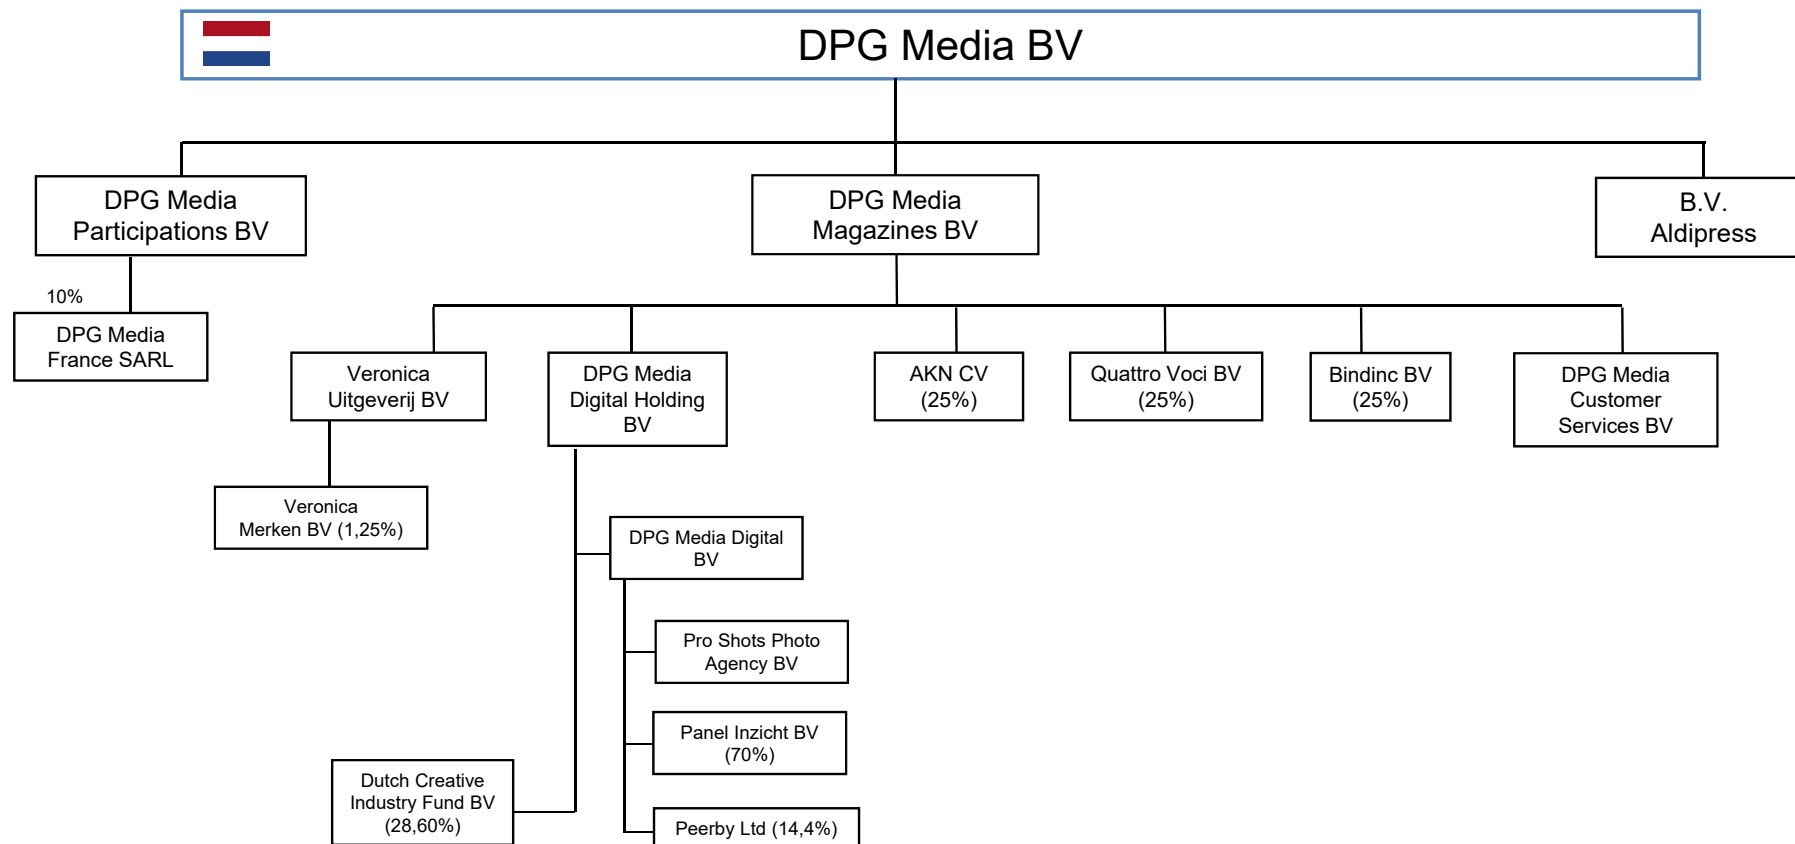 DPG Media BV
DPG Media
Participations BV
DPG Media
Magazines BV
B.V.
Aldipress
10%
DPG Media
France SARL
Veronica
Uitgeverij BV
DPG Media
Digital Holding
BV
AKN CV
(25%)
Quattro Voci BV
(25%)
Bindinc BV
(25%)
DPG Media
Customer
Services BV
Veronica
Merken BV (1,25%)
DPG Media Digital
BV
Pro Shots Photo
Agency BV
Panel Inzicht BV
(70%)
Dutch Creative
Industry Fund BV
(28,60%)
Peerby Ltd (14,4%)